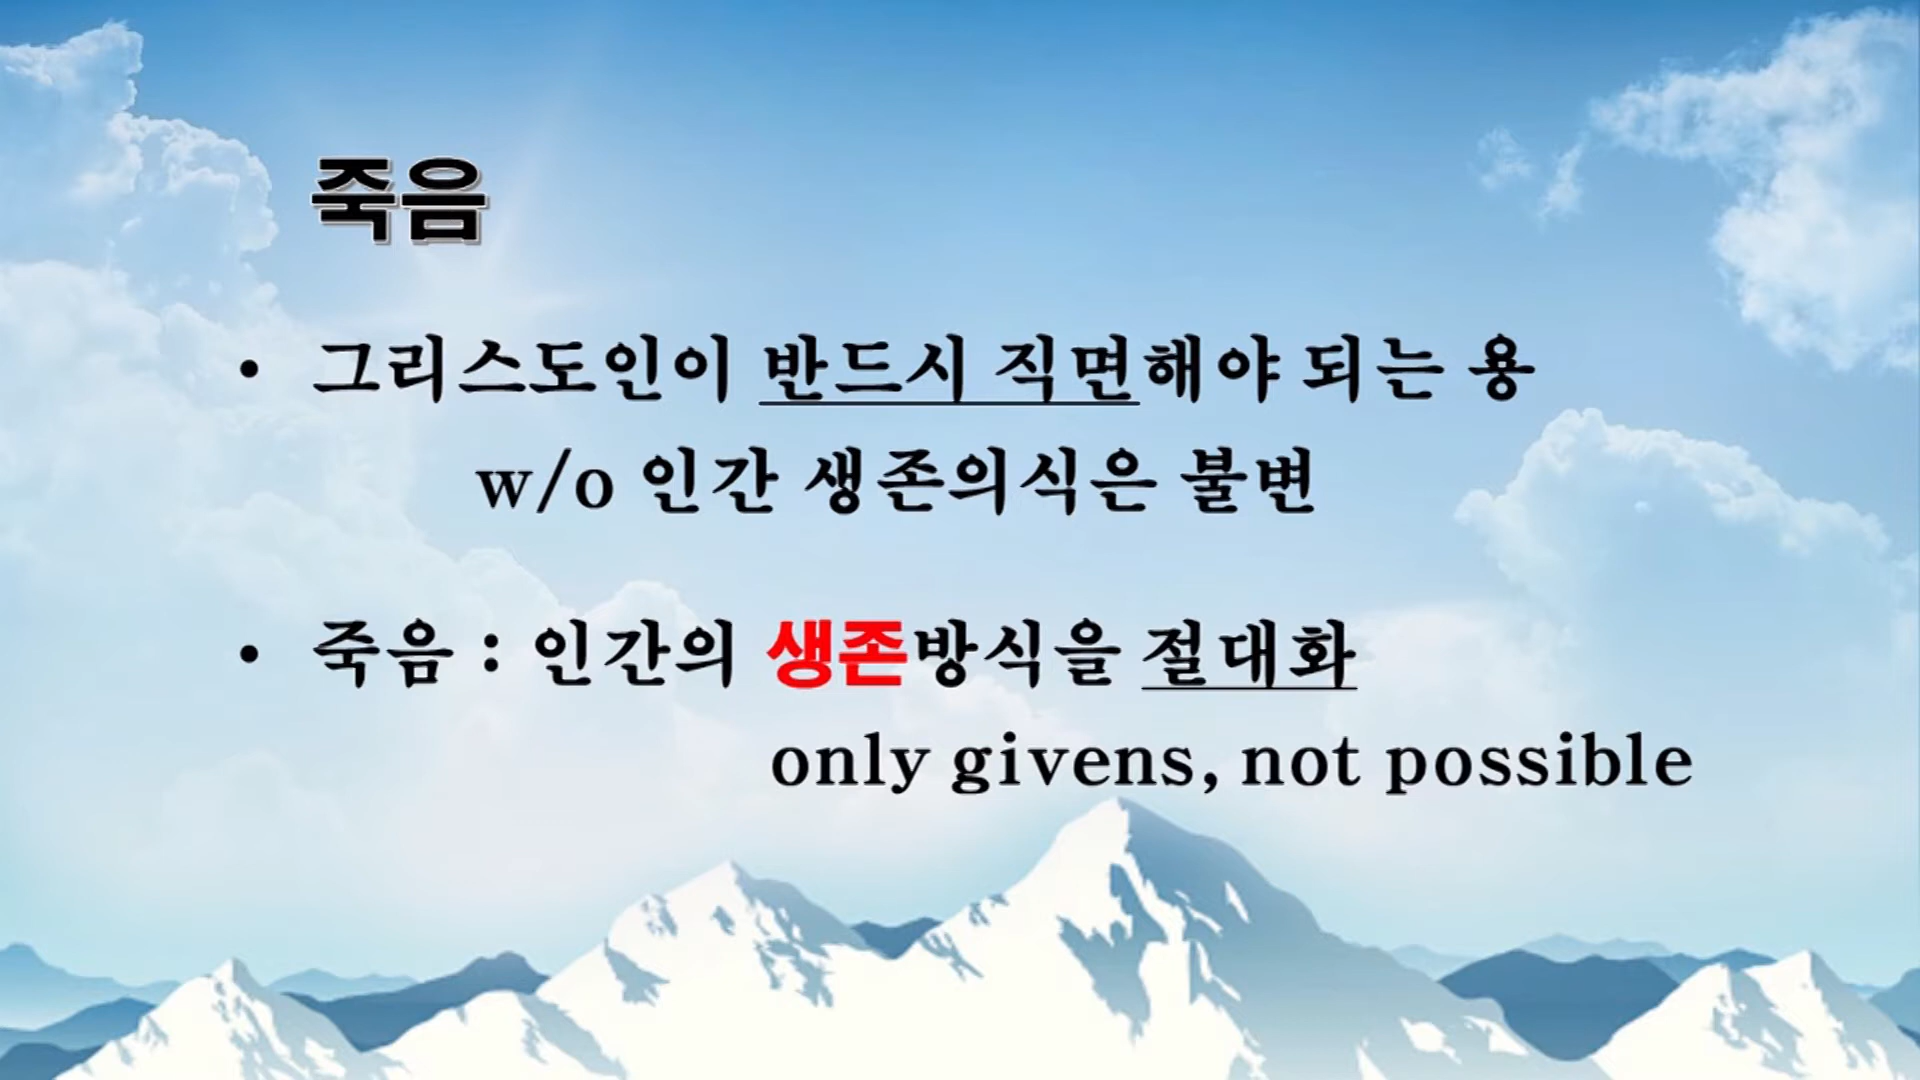 죽음
• 그리스도인이 반드시 직면해야 되는 용
w/o 인간 생존의식은 불변
• 죽음 : 인간의 생존방식을 절대화
only givens, not possible